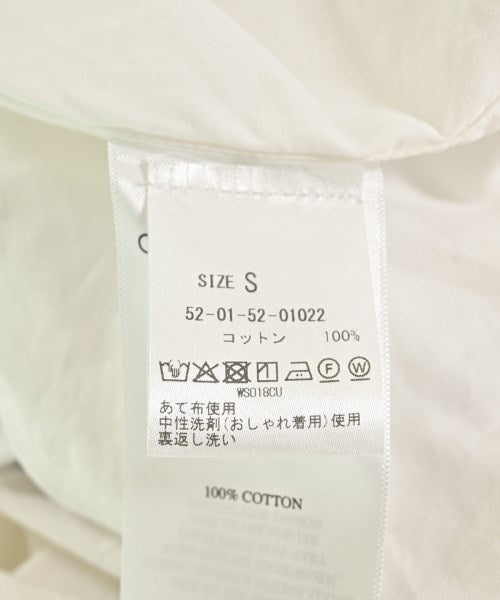 SIZE S
52-01-52-01022
コットン 100%
F W
WS018CU
あて布使用
中性洗剤(おしゃれ着用)使用
裏返し洗い
100% COTTON